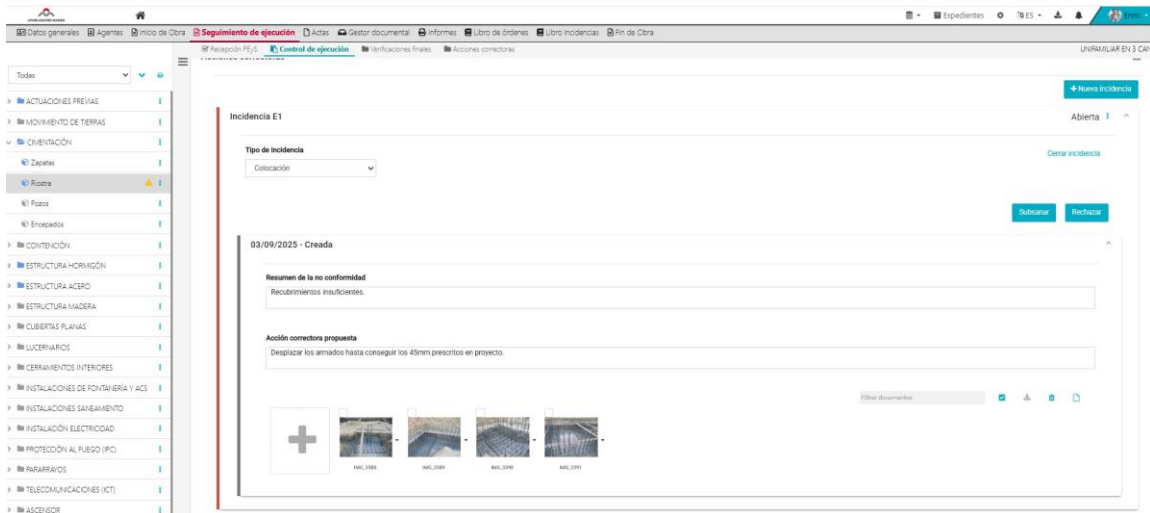 Expedientes ES
Datos generales Agentes Inicio de Obra Seguimiento de ejecución Actas Gestor documental Informes Libro de órdenes Libro incidencias Fin de Obra
Recepción PEyS Control de ejecución Verificaciones finales Acciones correctoras UNIFAMILIAR EN 3 CAN
Todas
+ Nueva incidencia
ACTUACIONES PREVIAS
MOVIMIENTO DE TIERRAS
CIMENTACIÓN
Zapatas
Riostra
Pozos
Encepados
CONTENCIÓN
ESTRUCTURA HORMIGÓN
ESTRUCTURA ACERO
ESTRUCTURA MADERA
CUBIERTAS PLANAS
LUCERNARIOS
CERRAMIENTOS INTERIORES
INSTALACIONES DE FONTANERÍA Y ACS
INSTALACIONES SANEAMIENTO
INSTALACIÓN ELECTRICIDAD
PROTECCIÓN AL FUEGO (IPC)
PARARRAYOS
TELECOMUNICACIONES (ICT)
ASCENSOR
Incidencia E1 Abierta
Tipo de incidencia
Cerrar incidencia
Colocación
Subsanar Rechazar
03/09/2025 - Creada
Resumen de la no conformidad
Recubrimientos insuficientes.
Acción correctora propuesta
Desplazar los armados hasta conseguir los 45mm prescritos en proyecto.
Filtrar documentos
IMG_3388 IMG_3389 IMG_3390 IMG_3391